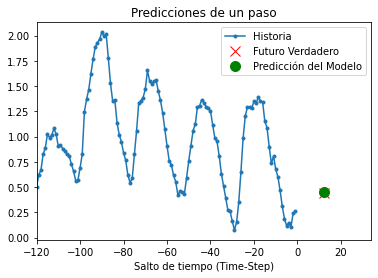 Predicciones de un paso
Historia
Futuro Verdadero
Predicción del Modelo
2.00
1.75
1.50
1.25
1.00
0.75
0.50
0.25
0.00
−120 −100 −80 −60 −40 −20 0 20
Salto de tiempo (Time-Step)